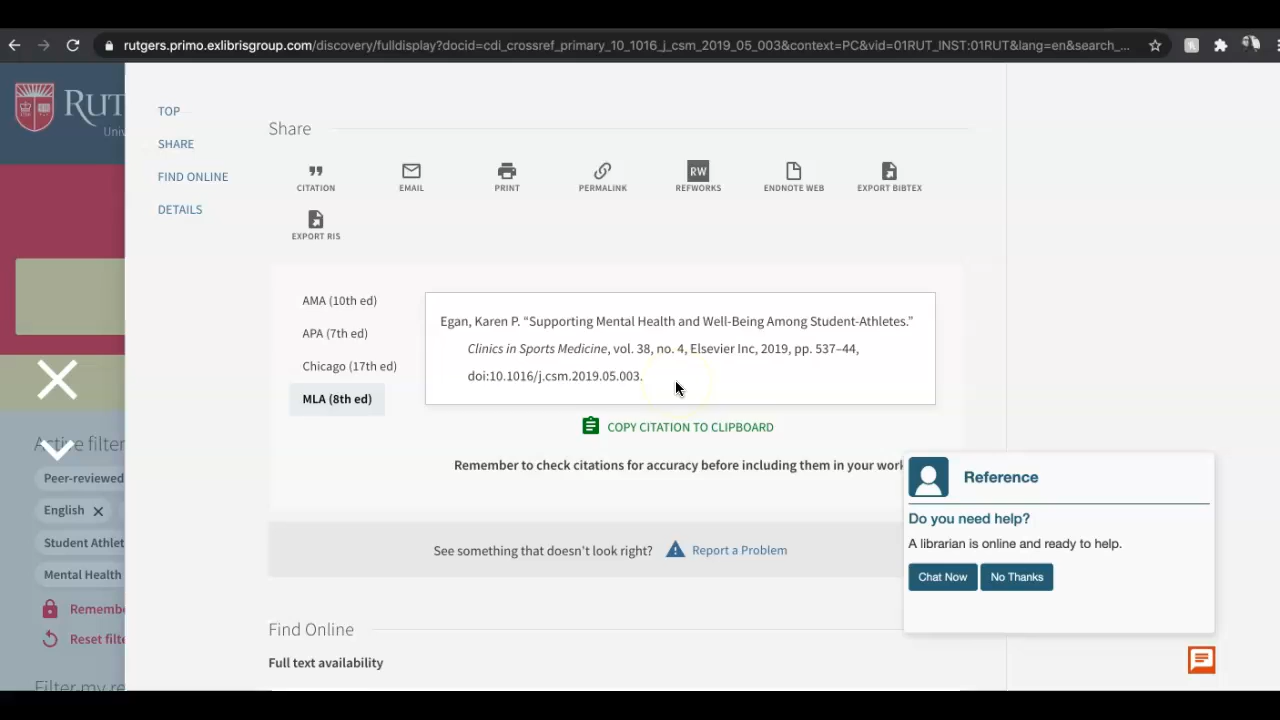 rutgers.primo.exlibrisgroup.com/discovery/fulldisplay?docid=cdi_crossref_primary_10_1016_j_csm_2019_05_003&context=PC&vid=01RUT_INST:01RUT&lang=en&search_...
RUT
Univ
TOP
SHARE
FIND ONLINE
DETAILS
Share
CITATION
EMAIL
PRINT
PERMALINK
RW
REFWORKS
ENDNOTE WEB
EXPORT BIBTEX
EXPORT RIS
AMA (10th ed)
APA (7th ed)
Chicago (17th ed)
MLA (8th ed)
Egan, Karen P. “Supporting Mental Health and Well-Being Among Student-Athletes.”
Clinics in Sports Medicine, vol. 38, no. 4, Elsevier Inc, 2019, pp. 537–44,
doi:10.1016/j.csm.2019.05.003.
COPY CITATION TO CLIPBOARD
Remember to check citations for accuracy before including them in your work
See something that doesn't look right?
Report a Problem
Find Online
Full text availability
Active filter
Peer-reviewed
English
Student Athlet
Mental Health
Remembe
Reset filte
Filter my re
Reference
Do you need help?
A librarian is online and ready to help.
Chat Now
No Thanks